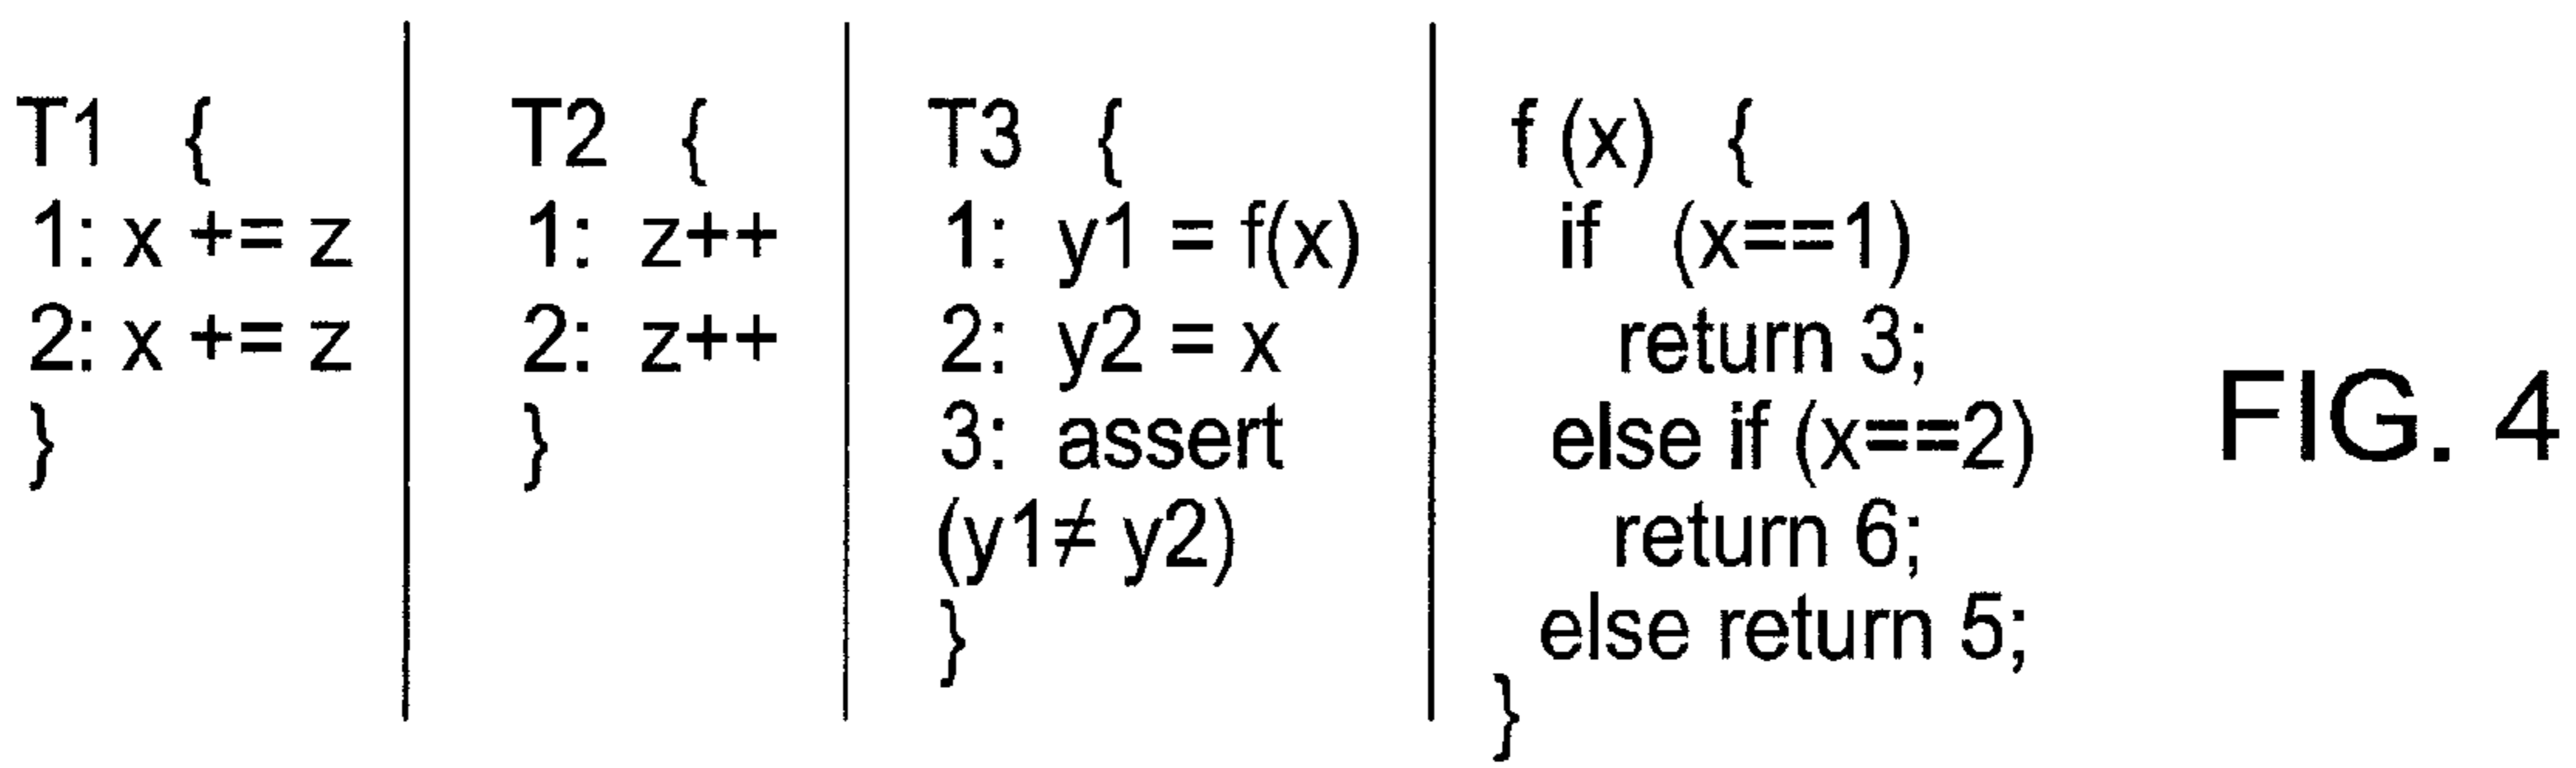 T1 {
1: x += z
2: x += z
}
T2 {
1: z++
2: z++
}
T3 {
1: y1 = f(x)
2: y2 = x
3: assert
(y1≠ y2)
}
f (x) {
if (x==1)
return 3;
else if (x==2)
return 6;
else return 5;
}
FIG. 4